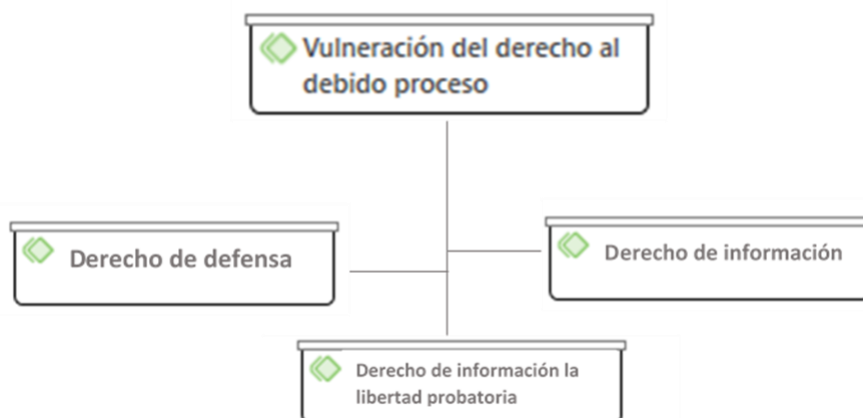 Vulneración del derecho al
debido proceso
Derecho de defensa
Derecho de información
Derecho de información la
libertad probatoria